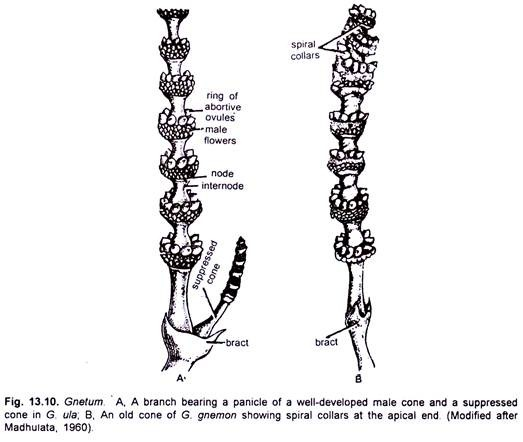 spiral
collars
ring of
abortive
ovules
male
flowers
node
internode
suppressed
cone
bract
bract
A
B
Fig. 13.10. Gnetum. A, A branch bearing a panicle of a well-developed male cone and a suppressed
cone in G. ula; B, An old cone of G. gnemon showing spiral collars at the apical end. (Modified after
Madhulata, 1960).